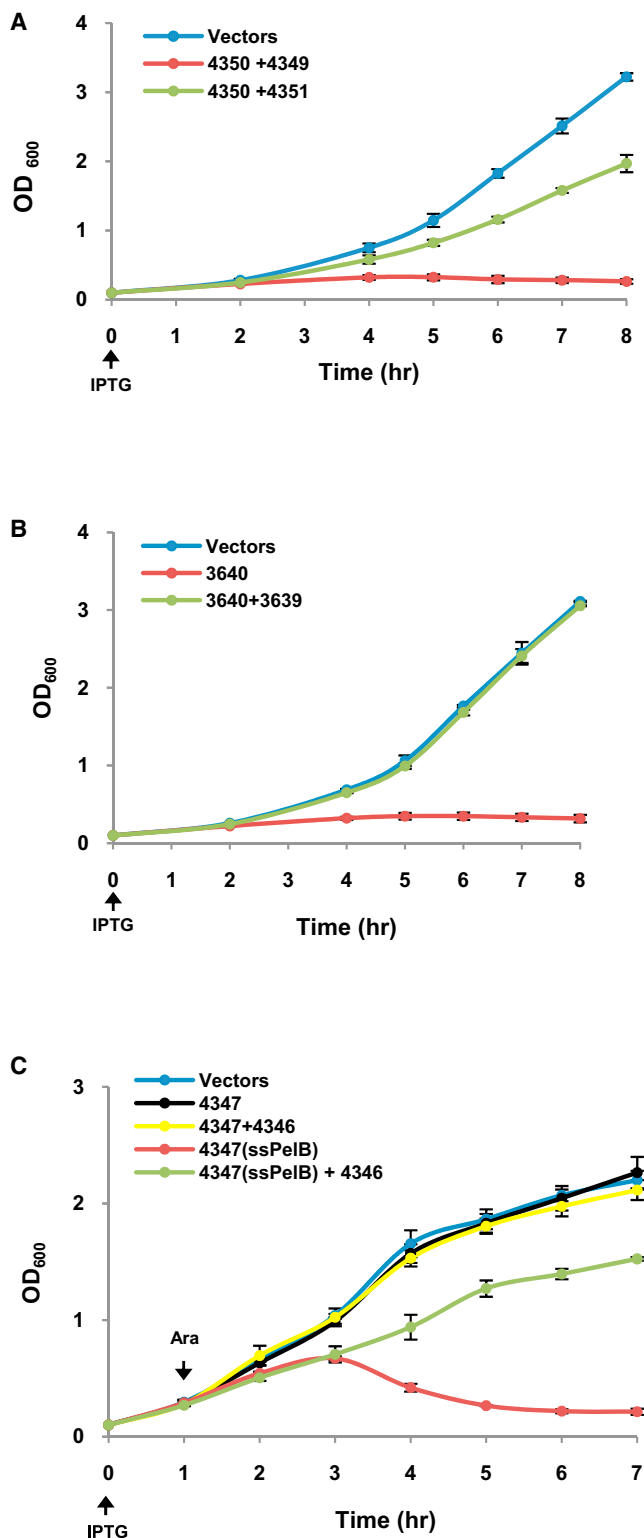 A
Vectors
4350 +4349
4350 +4351
4
3
2
1
0
OD 600
0 1 2 3 4 5 6 7 8
IPTG
Time (hr)
B
Vectors
3640
3640+3639
4
3
2
1
0
OD600
0 1 2 3 4 5 6 7 8
IPTG
Time (hr)
C
Vectors
4347
4347+4346
4347(ssPelB)
4347(ssPelB) + 4346
3
2
1
0
OD600
Ara
0 1 2 3 4 5 6 7
IPTG
Time (hr)